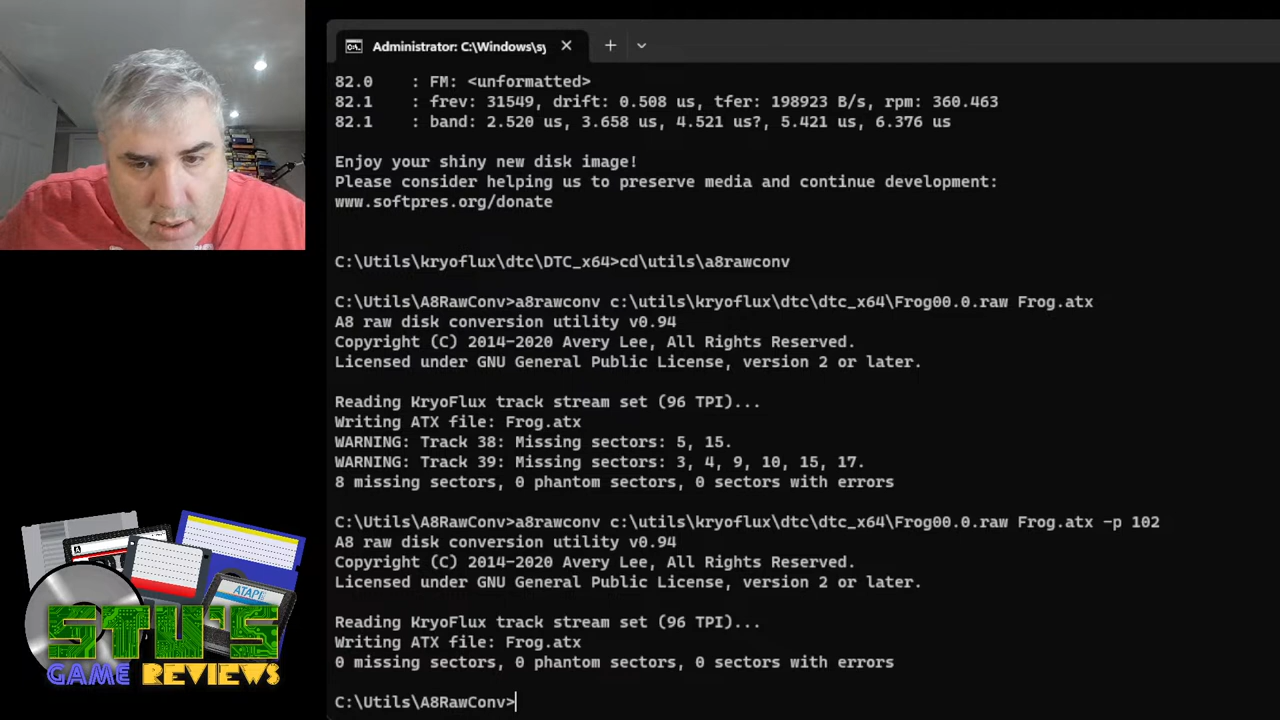 Administrator: C:\Windows\sy
82.0 : FM: <unformatted>
82.1 : frev: 31549, drift: 0.508 us, tfer: 198923 B/s, rpm: 360.463
82.1 : band: 2.520 us, 3.658 us, 4.521 us?, 5.421 us, 6.376 us
Enjoy your shiny new disk image!
Please consider helping us to preserve media and continue development:
www.softpres.org/donate
C:\Utils\kryoflux\dtc\DTC_x64>cd\utils\a8rawconv
C:\Utils\A8RawConv>a8rawconv c:\utils\kryoflux\dtc\dtc_x64\Frog00.0.raw Frog.atx
A8 raw disk conversion utility v0.94
Copyright (C) 2014-2020 Avery Lee, All Rights Reserved.
Licensed under GNU General Public License, version 2 or later.
Reading KryoFlux track stream set (96 TPI)...
Writing ATX file: Frog.atx
WARNING: Track 38: Missing sectors: 5, 15.
WARNING: Track 39: Missing sectors: 3, 4, 9, 10, 15, 17.
8 missing sectors, 0 phantom sectors, 0 sectors with errors
C:\Utils\A8RawConv>a8rawconv c:\utils\kryoflux\dtc\dtc_x64\Frog00.0.raw Frog.atx -p 102
A8 raw disk conversion utility v0.94
Copyright (C) 2014-2020 Avery Lee, All Rights Reserved.
Licensed under GNU General Public License, version 2 or later.
Reading KryoFlux track stream set (96 TPI)...
Writing ATX file: Frog.atx
0 missing sectors, 0 phantom sectors, 0 sectors with errors
C:\Utils\A8RawConv>
STU'S
GAME REVIEWS